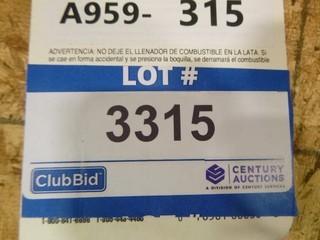 A959- 315
ADVERTENCIA: NO DEJE EL LLENADOR DE COMBUSTIBLE EN LA LATA. SI
se cae en forma accidental y se presiona la boquilla, se derramará el combustible
LOT #
3315
ClubBid
CENTURY
AUCTIONS
A DIVISION OF CENTURY SERVICES